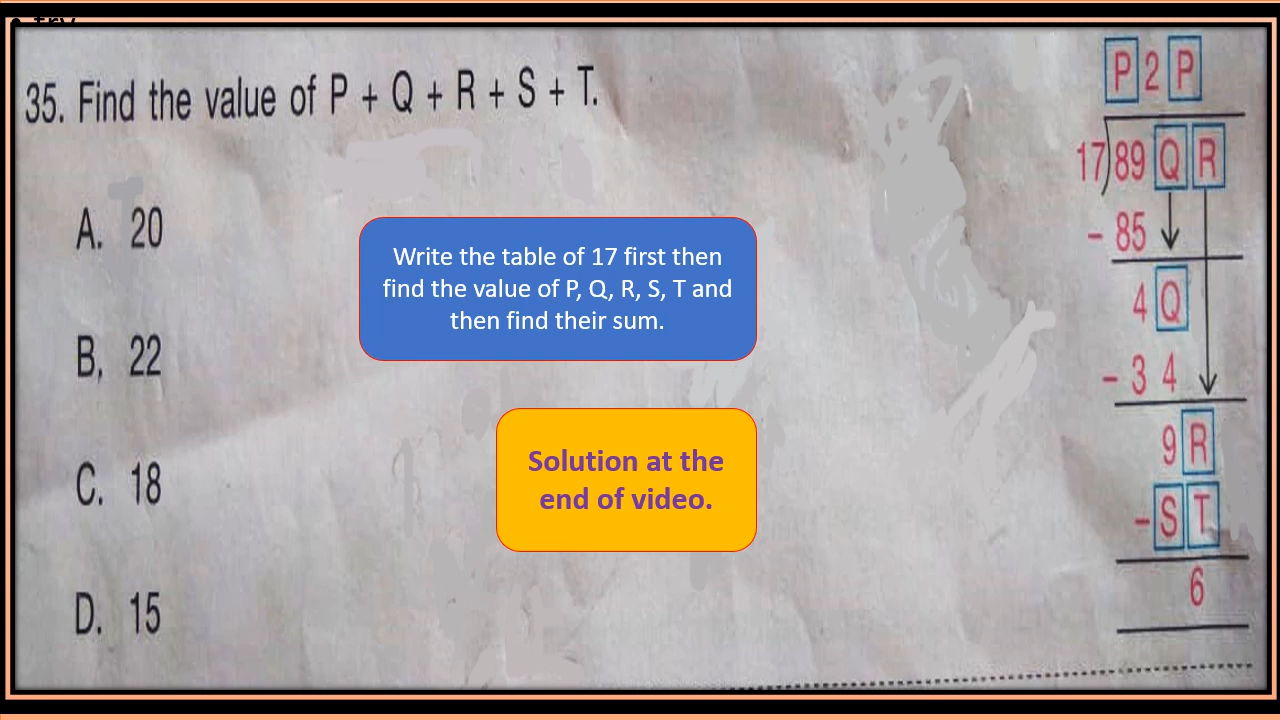 • try
35. Find the value of P + Q + R + S + T.
A. 20
B. 22
C. 18
D. 15
Write the table of 17 first then
find the value of P, Q, R, S, T and
then find their sum.
Solution at the
end of video.
P 2 P
17)89 Q R
- 85
4 Q
- 3 4
9 R
- S T
6